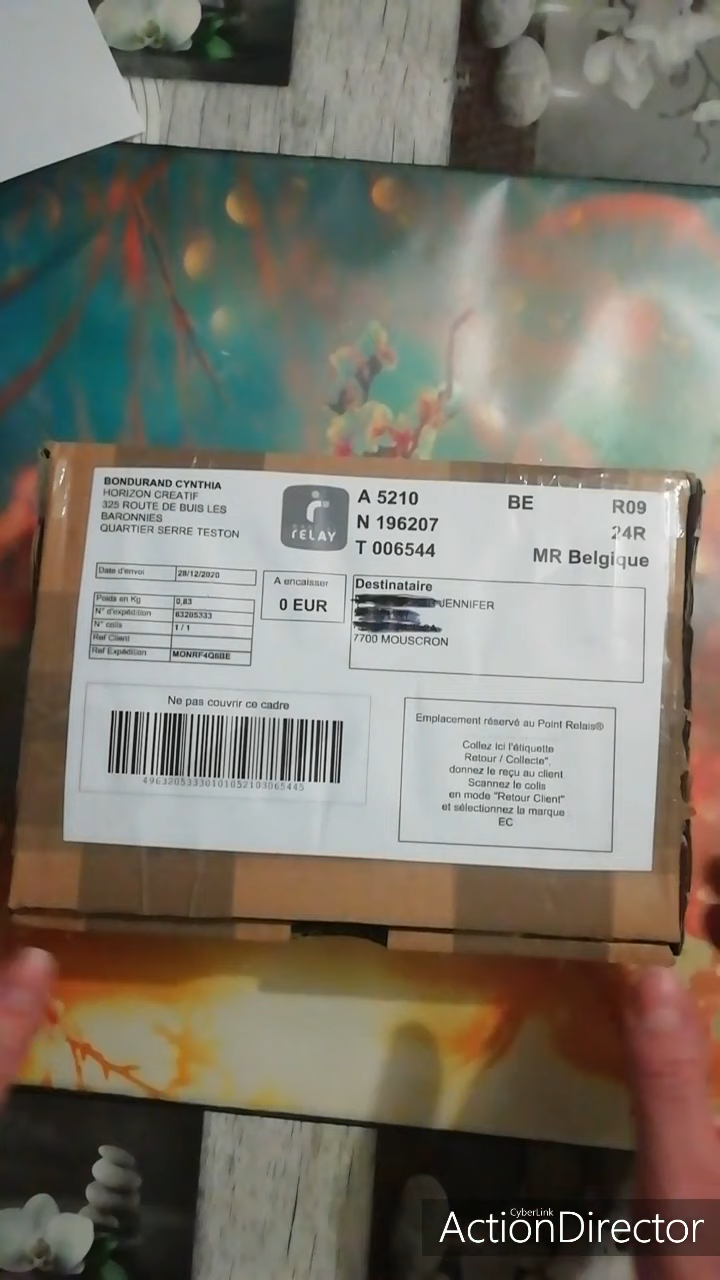 BONDURAND CYNTHIA
HORIZON CREATIF
325 ROUTE DE BUIS LES
BARONNIES
QUARTIER SERRE TESTON
RELAY
A 5210
N 196207
T 006544
BE
R09
24R
MR Belgique
Date d'envoi 28/12/2020
Poids en Kg 0,83
N° d'expédition 63205333
N° colis 1 / 1
Ref Client
Ref Expédition MONRF4Q6BE
A encaisser
0 EUR
Destinataire
JENNIFER
7700 MOUSCRON
Ne pas couvrir ce cadre
Emplacement réservé au Point Relais®
Collez ici l'étiquette
Retour / Collecte",
donnez le reçu au client
Scannez le colis
en mode "Retour Client"
et sélectionnez la marque
EC
CyberLink
ActionDirector